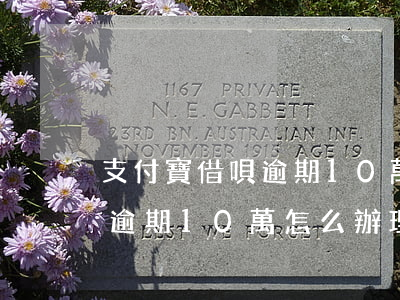 1167 PRIVATE
N. E. GABBETT
23RD BN. AUSTRALIAN INF.
NOVEMBER 1915 AGE 19
支付寶借唄逾期10萬
逾期10萬怎么辦理
BEST WE FORGET